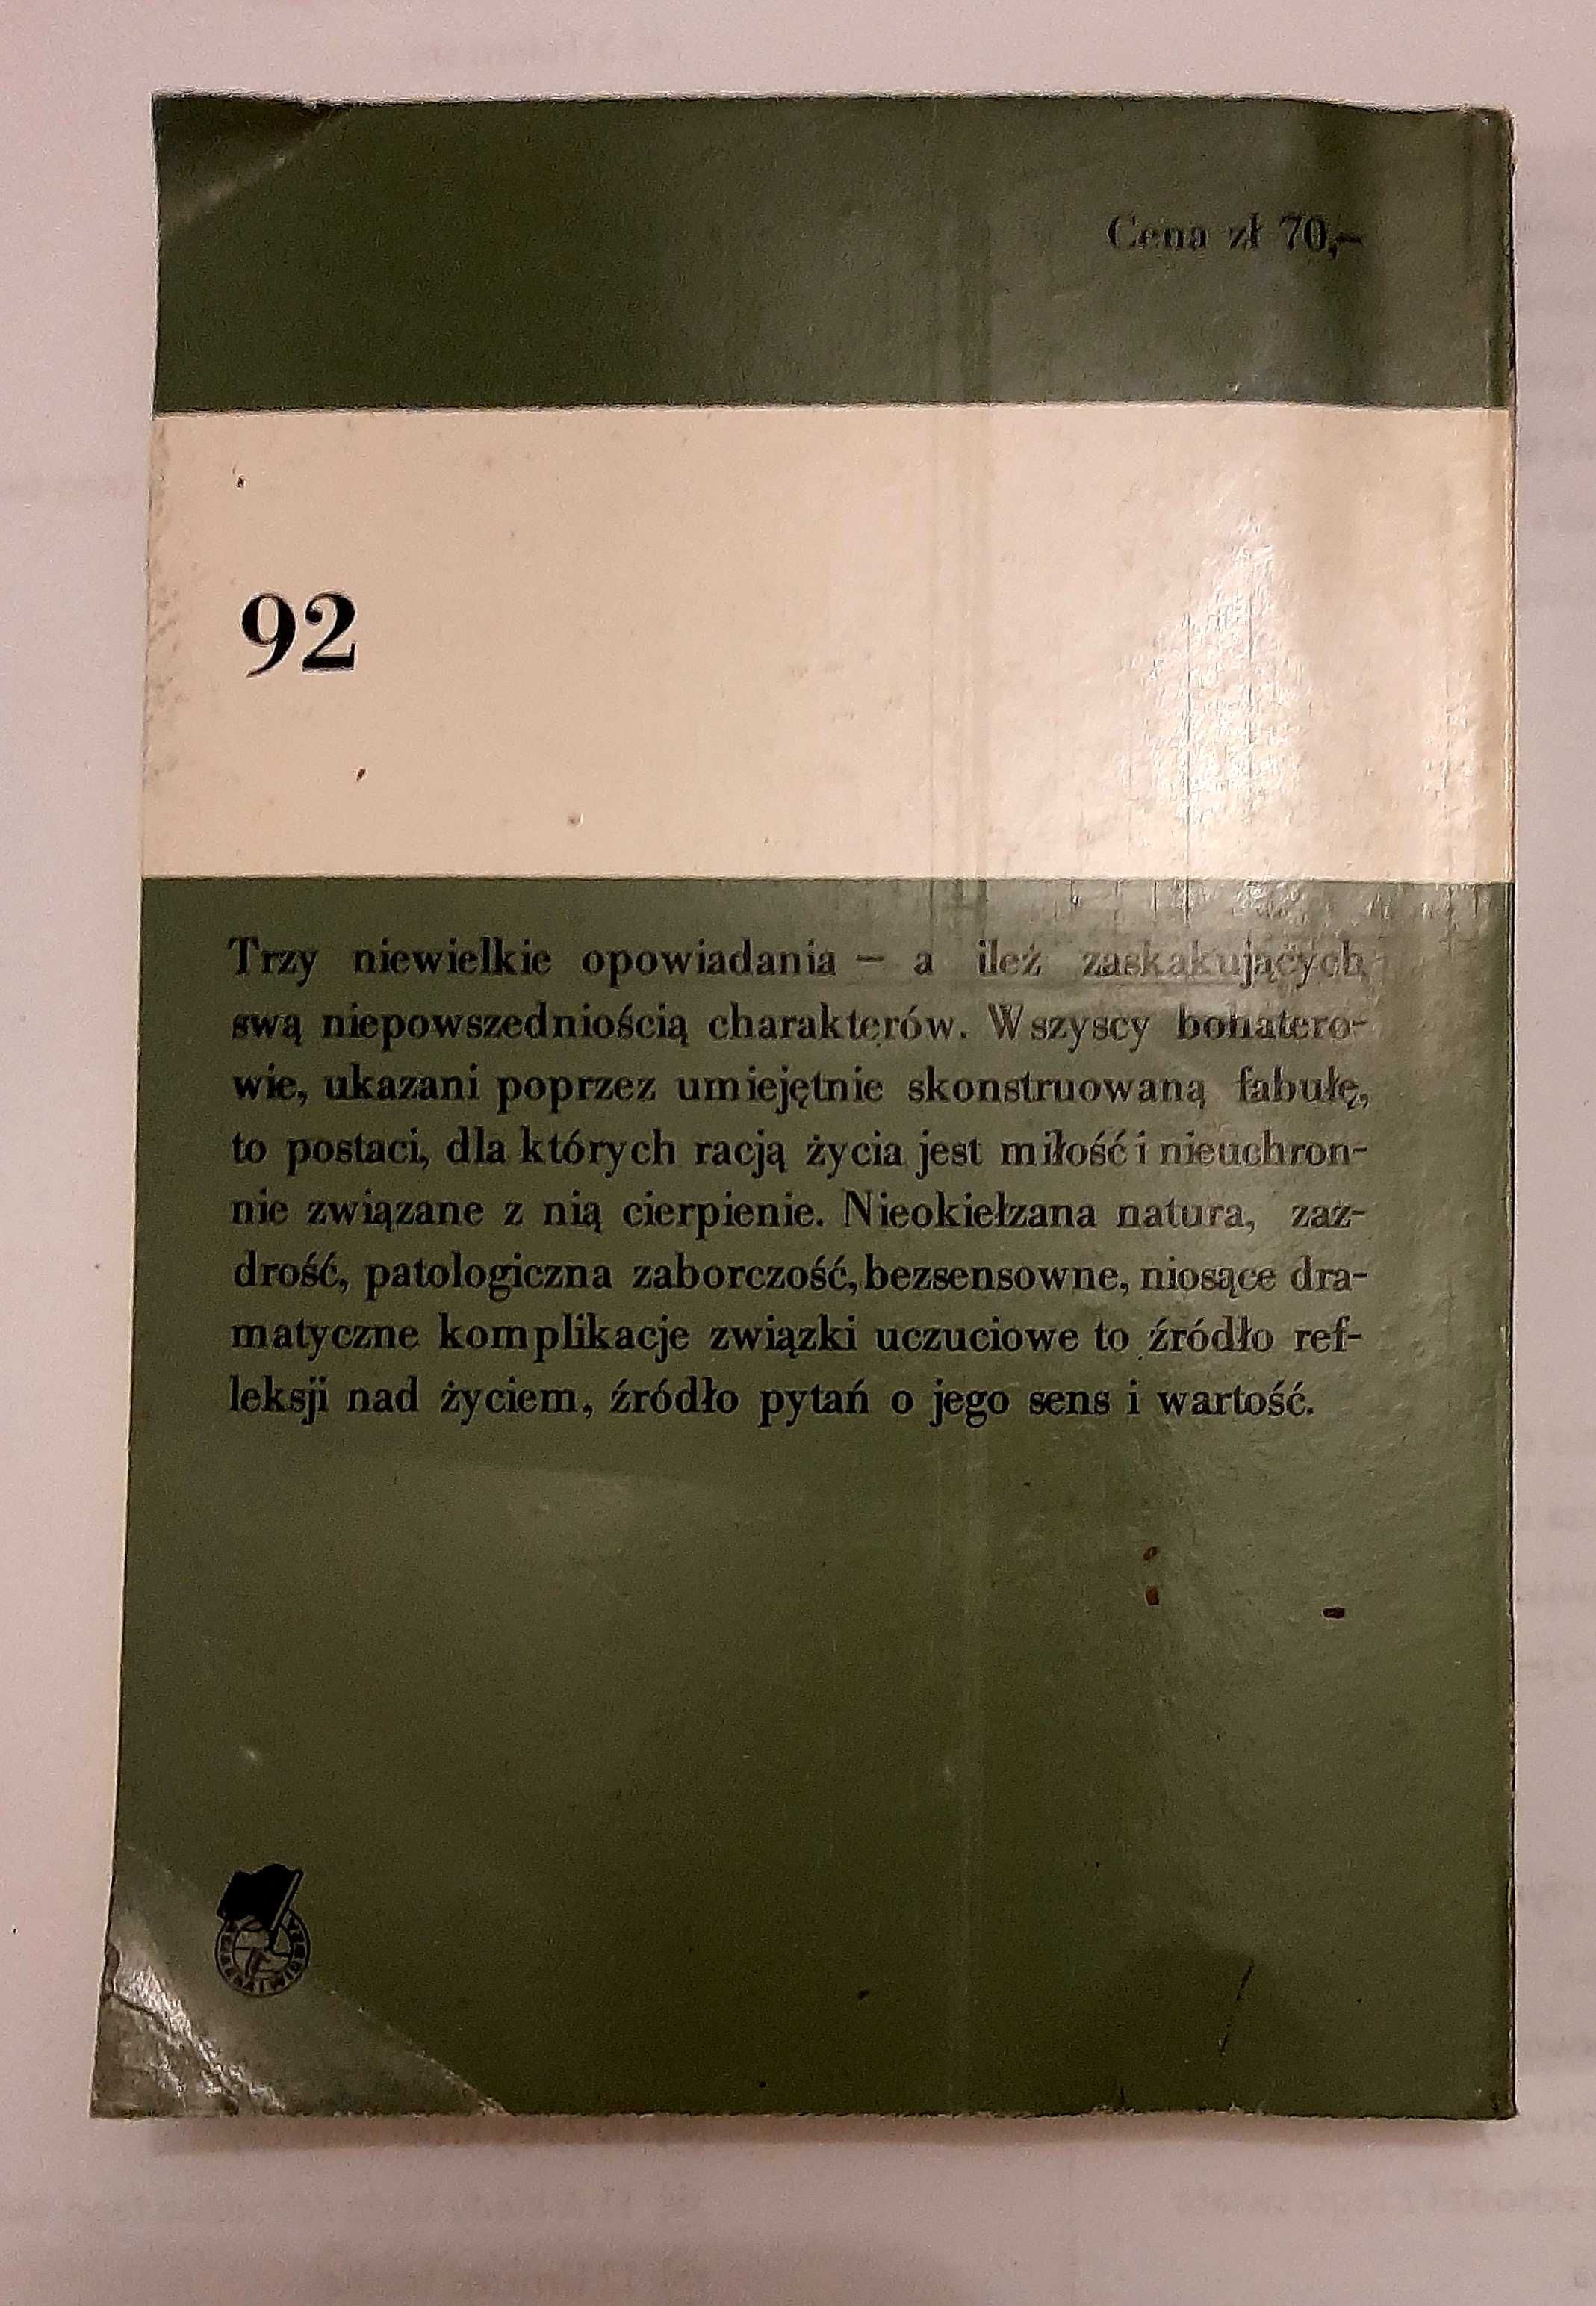 Cena zł 70,—
92
Trzy niewielkie opowiadania — a ileż zaskakujących
swą niepowszedniością charakterów. Wszyscy bohatero-
wie, ukazani poprzez umiejętnie skonstruowaną fabułę,
to postaci, dla których racją życia jest miłość i nieuchron-
nie związane z nią cierpienie. Nieokiełzana natura, zaz-
drość, patologiczna zaborczość, bezsensowne, niosące dra-
matyczne komplikacje związki uczuciowe to źródło ref-
leksji nad życiem, źródło pytań o jego sens i wartość.